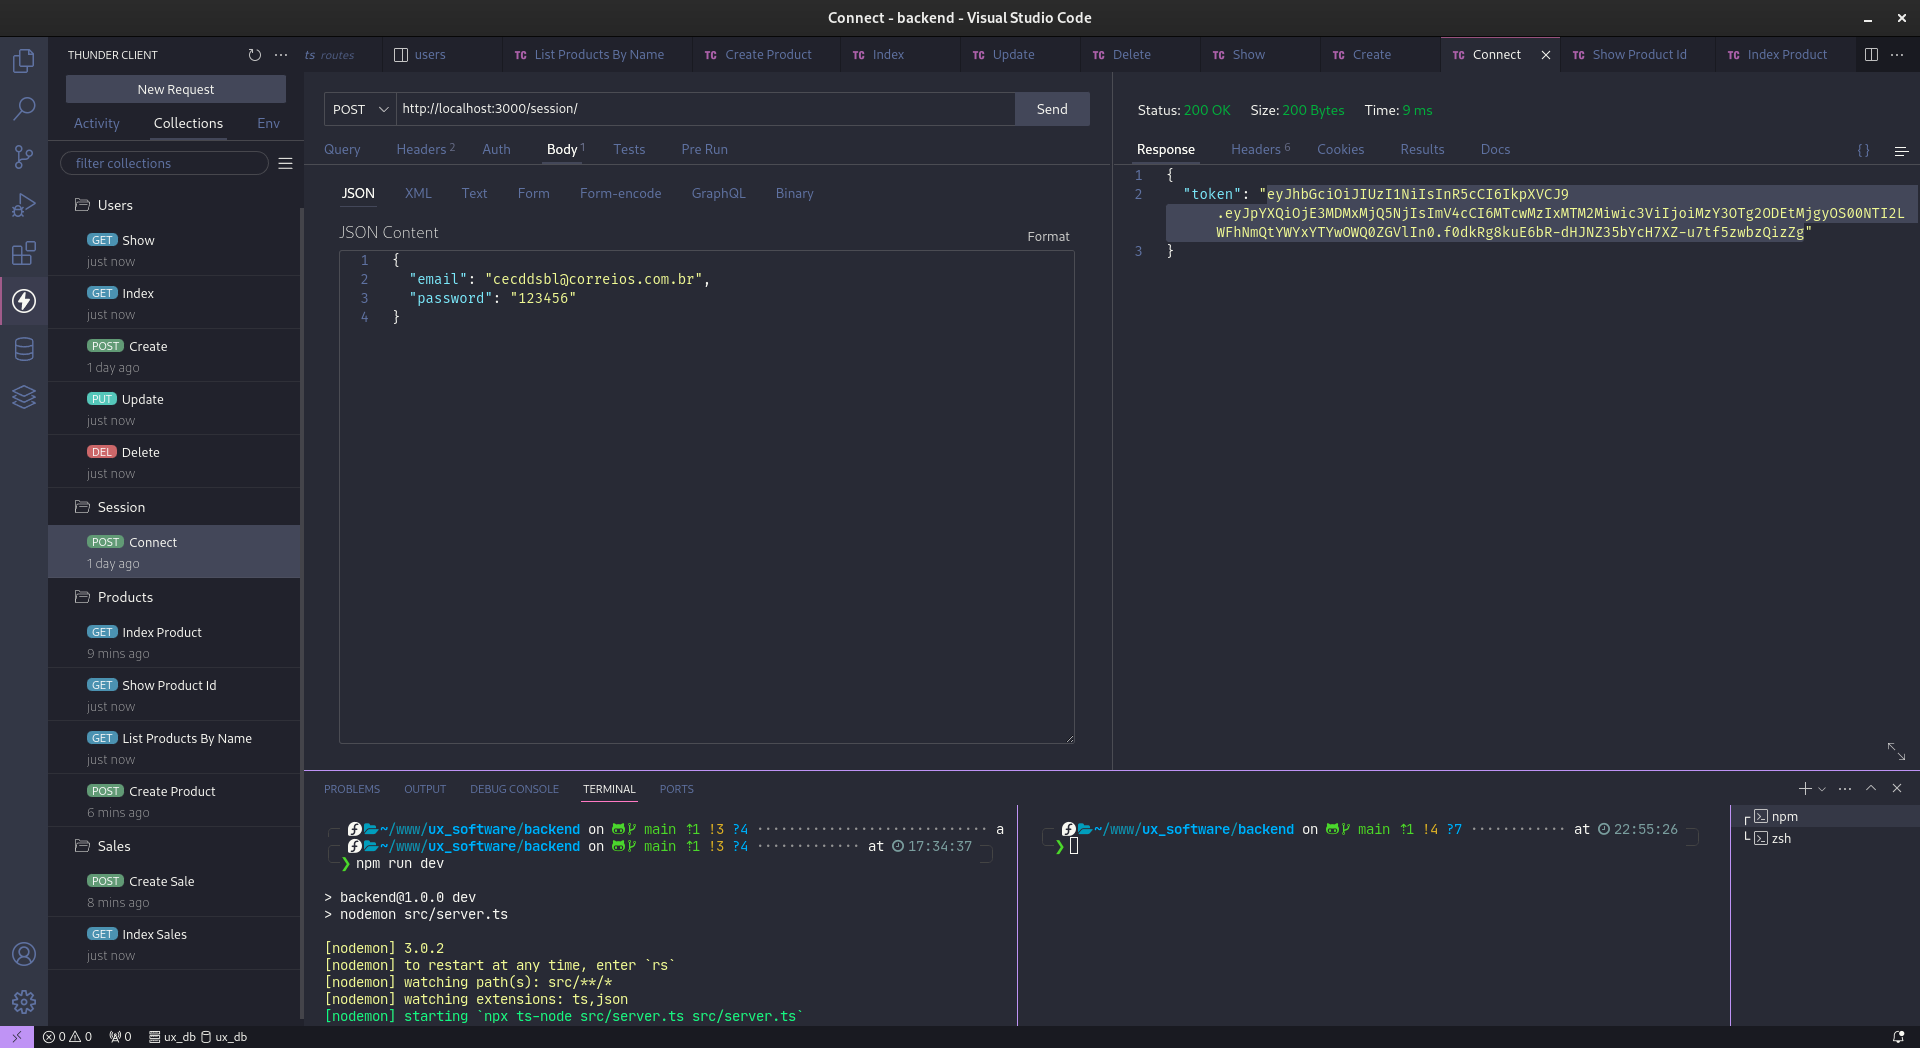 Connect - backend - Visual Studio Code
THUNDER CLIENT
New Request
Activity Collections Env
filter collections
Users
GET Show
just now
GET Index
just now
POST Create
1 day ago
PUT Update
just now
DEL Delete
just now
Session
POST Connect
1 day ago
Products
GET Index Product
9 mins ago
GET Show Product Id
just now
GET List Products By Name
just now
POST Create Product
6 mins ago
Sales
POST Create Sale
8 mins ago
GET Index Sales
just now
ts routes users TC List Products By Name TC Create Product TC Index TC Update TC Delete TC Show TC Create TC Connect TC Show Product Id TC Index Product
POST http://localhost:3000/session/ Send
Query Headers 2 Auth Body 1 Tests Pre Run
JSON XML Text Form Form-encode GraphQL Binary
JSON Content Format
1 {
2 "email": "cecddsbl@correios.com.br",
3 "password": "123456"
4 }
Status: 200 OK Size: 200 Bytes Time: 9 ms
Response Headers 6 Cookies Results Docs {}
1 {
2 "token": "eyJhbGciOiJIUzI1NiIsInR5cCI6IkpXVCJ9
.eyJpYXQiOjE3MDMxMjQ5NjIsImV4cCI6MTcwMzIxMTM2Miwic3ViIjoiMzY3OTg2ODEtMjgyOS00NTI2L
WFhNmQtYWYxYTYwOWQ0ZGVlIn0.f0dkRg8kuE6bR-dHJNZ35bYcH7XZ-u7tf5zwbzQizZg"
3 }
PROBLEMS OUTPUT DEBUG CONSOLE TERMINAL PORTS
~/www/ux_software/backend on main ⇡1 !3 ?4 ····························· a
~/www/ux_software/backend on main ⇡1 !3 ?4 ············· at 17:34:37
❯ npm run dev
> backend@1.0.0 dev
> nodemon src/server.ts
[nodemon] 3.0.2
[nodemon] to restart at any time, enter `rs`
[nodemon] watching path(s): src/**/*
[nodemon] watching extensions: ts,json
[nodemon] starting `npx ts-node src/server.ts src/server.ts`
~/www/ux_software/backend on main ⇡1 !4 ?7 ············ at 22:55:26
❯
npm
zsh
0 0 0 ux_db ux_db